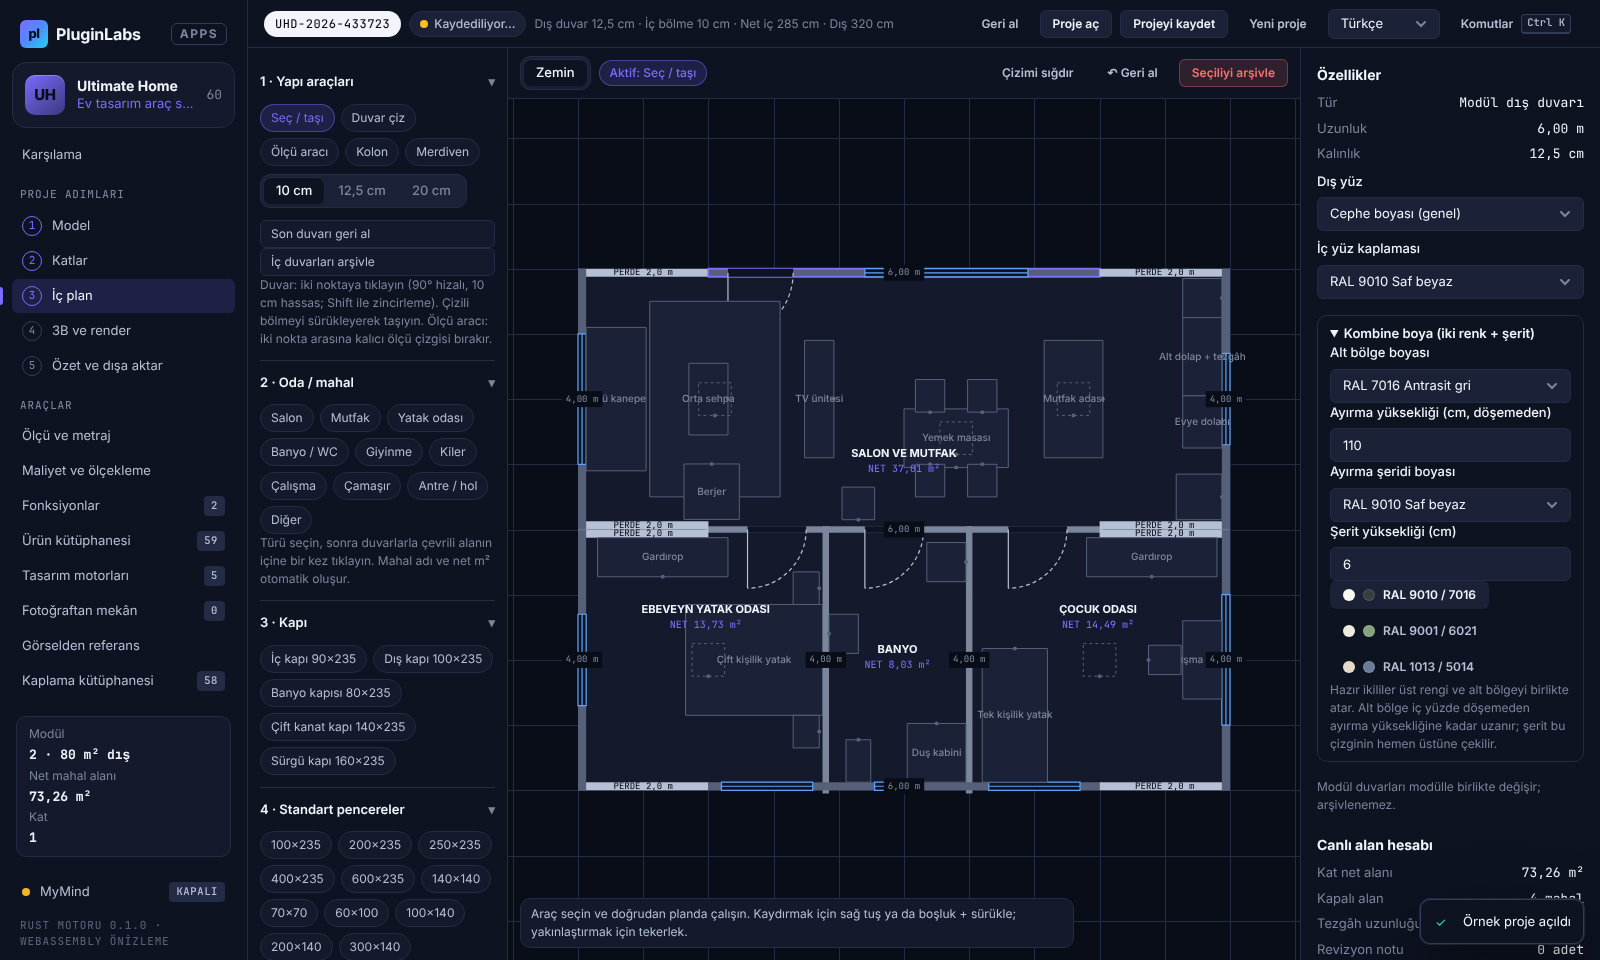 pl PluginLabs APPS
UH Ultimate Home
Ev tasarım araç s... 60
Karşılama
PROJE ADIMLARI
1 Model
2 Katlar
3 İç plan
4 3B ve render
5 Özet ve dışa aktar
ARAÇLAR
Ölçü ve metraj
Maliyet ve ölçekleme
Fonksiyonlar 2
Ürün kütüphanesi 59
Tasarım motorları 5
Fotoğraftan mekân 0
Görselden referans
Kaplama kütüphanesi 58
Modül
2 · 80 m² dış
Net mahal alanı
73,26 m²
Kat
1
MyMind KAPALI
RUST MOTORU 0.1.0 ·
WEBASSEMBLY ÖNİZLEME
UHD-2026-433723 Kaydediliyor... Dış duvar 12,5 cm · İç bölme 10 cm · Net iç 285 cm · Dış 320 cm Geri al Proje aç Projeyi kaydet Yeni proje Türkçe Komutlar Ctrl K
1 · Yapı araçları
Seç / taşı Duvar çiz
Ölçü aracı Kolon Merdiven
10 cm 12,5 cm 20 cm
Son duvarı geri al
İç duvarları arşivle
Duvar: iki noktaya tıklayın (90° hizalı, 10
cm hassas; Shift ile zincirleme). Çizili
bölmeyi sürükleyerek taşıyın. Ölçü aracı:
iki nokta arasına kalıcı ölçü çizgisi bırakır.
2 · Oda / mahal
Salon Mutfak Yatak odası
Banyo / WC Giyinme Kiler
Çalışma Çamaşır Antre / hol
Diğer
Türü seçin, sonra duvarlarla çevrili alanın
içine bir kez tıklayın. Mahal adı ve net m²
otomatik oluşur.
3 · Kapı
İç kapı 90×235 Dış kapı 100×235
Banyo kapısı 80×235
Çift kanat kapı 140×235
Sürgü kapı 160×235
4 · Standart pencereler
100×235 200×235 250×235
400×235 600×235 140×140
70×70 60×100 100×140
200×140 300×140
Zemin Aktif: Seç / taşı Çizimi sığdır ↶ Geri al Seçiliyi arşivle
PERDE 2,0 m 6,00 m PERDE 2,0 m
Alt dolap + tezgâh
4,00 m ü kanepe Orta sehpa TV ünitesi Mutfak adası 4,00 m
Evye dolabı
Yemek masası
SALON VE MUTFAK
NET 37,01 m²
Berjer
PERDE 2,0 m 6,00 m PERDE 2,0 m
PERDE 2,0 m PERDE 2,0 m
Gardırop Gardırop
EBEVEYN YATAK ODASI ÇOCUK ODASI
NET 13,73 m² NET 14,49 m²
BANYO
NET 8,03 m²
4,00 m Çift kişilik yatak 4,00 m 4,00 m şma 4,00 m
Tek kişilik yatak
Duş kabini
PERDE 2,0 m 6,00 m PERDE 2,0 m
Araç seçin ve doğrudan planda çalışın. Kaydırmak için sağ tuş ya da boşluk + sürükle;
yakınlaştırmak için tekerlek.
Özellikler
Tür Modül dış duvarı
Uzunluk 6,00 m
Kalınlık 12,5 cm
Dış yüz
Cephe boyası (genel)
İç yüz kaplaması
RAL 9010 Saf beyaz
Kombine boya (iki renk + şerit)
Alt bölge boyası
RAL 7016 Antrasit gri
Ayırma yüksekliği (cm, döşemeden)
110
Ayırma şeridi boyası
RAL 9010 Saf beyaz
Şerit yüksekliği (cm)
6
RAL 9010 / 7016
RAL 9001 / 6021
RAL 1013 / 5014
Hazır ikililer üst rengi ve alt bölgeyi birlikte
atar. Alt bölge iç yüzde döşemeden
ayırma yüksekliğine kadar uzanır; şerit bu
çizginin hemen üstüne çekilir.
Modül duvarları modülle birlikte değişir;
arşivlenemez.
Canlı alan hesabı
Kat net alanı 73,26 m²
Kapalı alan 4 mahal
Tezgâh uzunluğu
Revizyon notu 0 adet
✓ Örnek proje açıldı